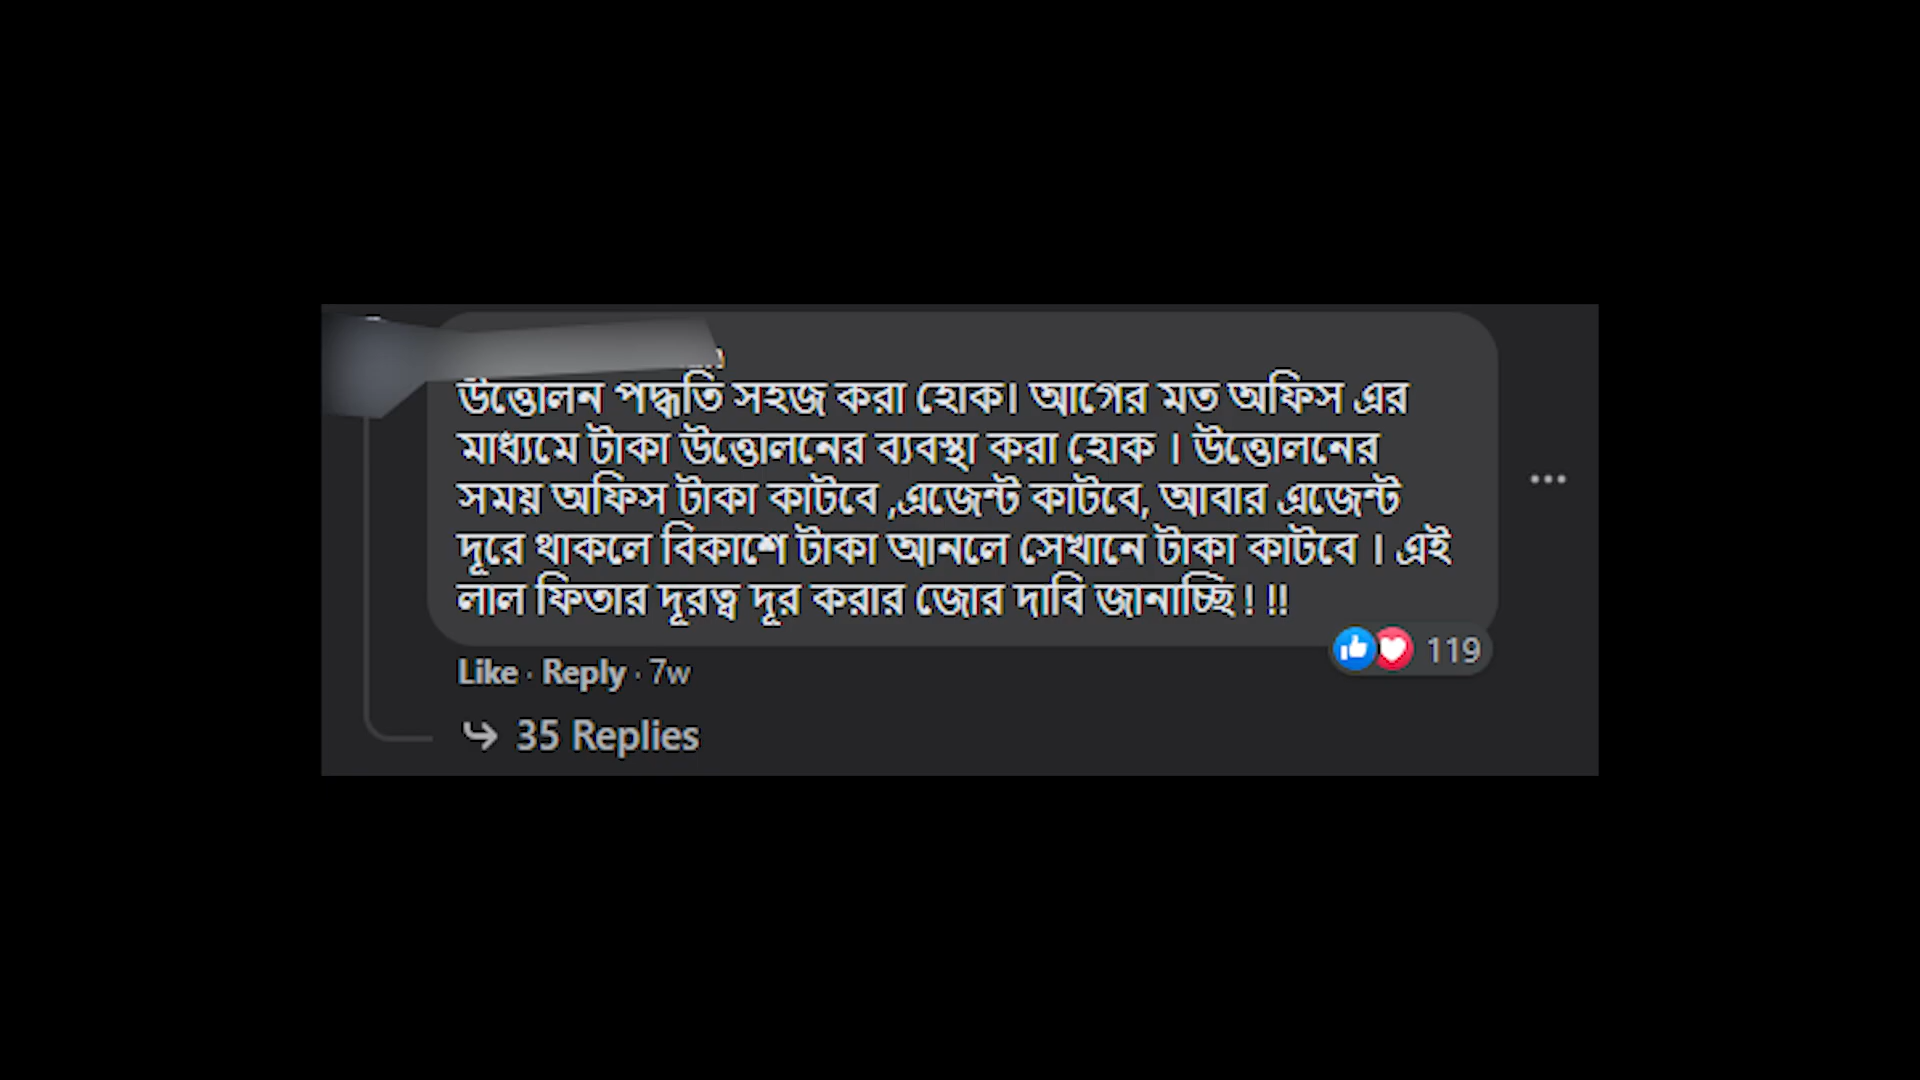 উত্তোলন পদ্ধতি সহজ করা হোক। আগের মত অফিস এর
মাধ্যমে টাকা উত্তোলনের ব্যবস্থা করা হোক । উত্তোলনের
সময় অফিস টাকা কাটবে ,এজেন্ট কাটবে, আবার এজেন্ট
দূরে থাকলে বিকাশে টাকা আনলে সেখানে টাকা কাটবে । এই
লাল ফিতার দূরত্ব দূর করার জোর দাবি জানাচ্ছি ! !!
119
Like · Reply · 7w
35 Replies